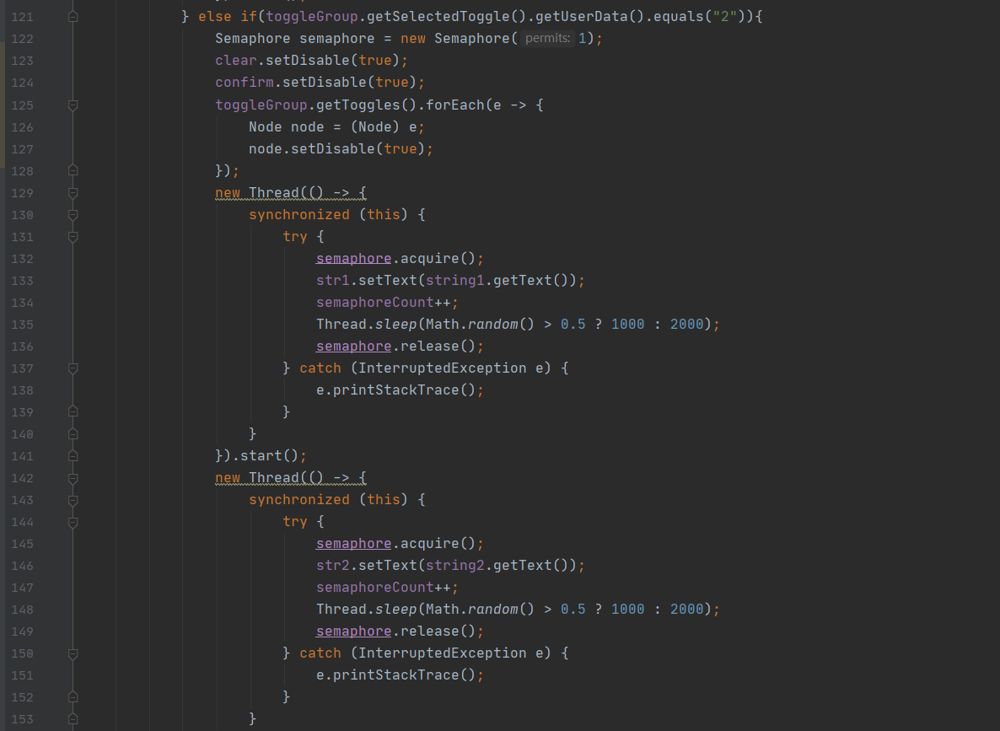 121 } else if(toggleGroup.getSelectedToggle().getUserData().equals("2")){
122 Semaphore semaphore = new Semaphore( permits: 1);
123 clear.setDisable(true);
124 confirm.setDisable(true);
125 toggleGroup.getToggles().forEach(e -> {
126 Node node = (Node) e;
127 node.setDisable(true);
128 });
129 new Thread(() -> {
130 synchronized (this) {
131 try {
132 semaphore.acquire();
133 str1.setText(string1.getText());
134 semaphoreCount++;
135 Thread.sleep(Math.random() > 0.5 ? 1000 : 2000);
136 semaphore.release();
137 } catch (InterruptedException e) {
138 e.printStackTrace();
139 }
140 }
141 }).start();
142 new Thread(() -> {
143 synchronized (this) {
144 try {
145 semaphore.acquire();
146 str2.setText(string2.getText());
147 semaphoreCount++;
148 Thread.sleep(Math.random() > 0.5 ? 1000 : 2000);
149 semaphore.release();
150 } catch (InterruptedException e) {
151 e.printStackTrace();
152 }
153 }